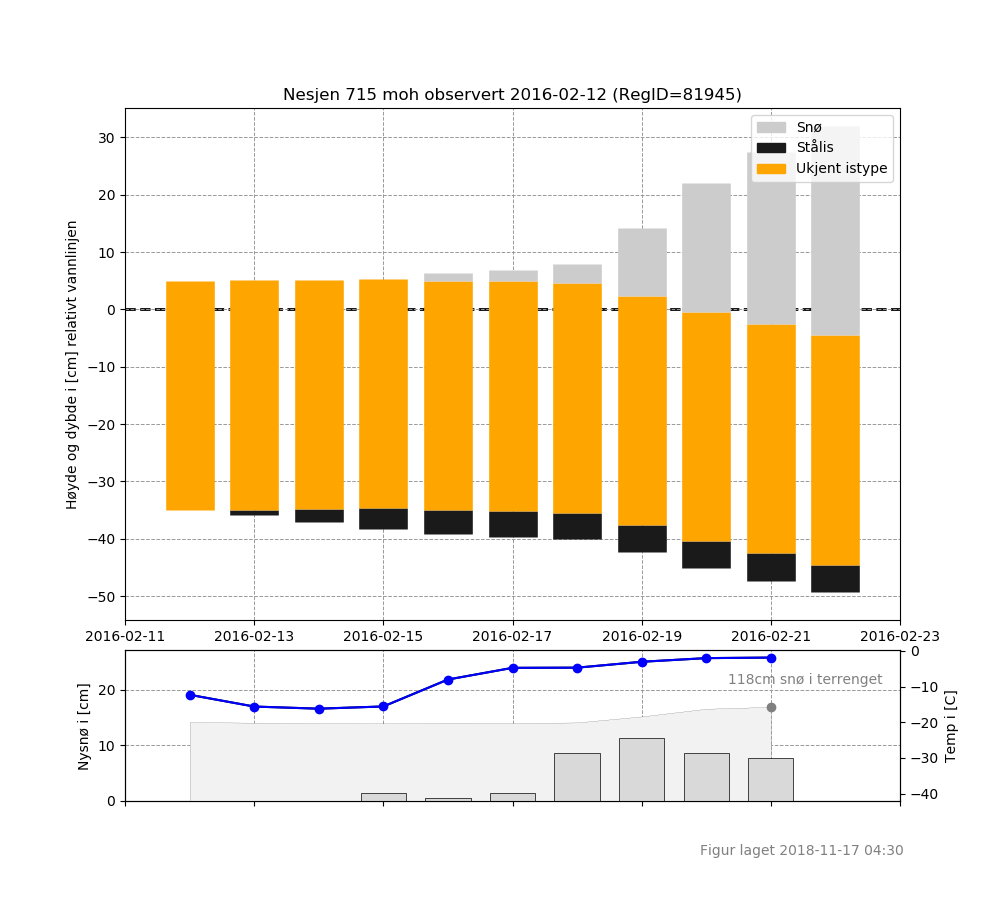 Nesjen 715 moh observert 2016-02-12 (RegID=81945)
Høyde og dybde i [cm] relativt vannlinjen
30
20
10
0
−10
−20
−30
−40
−50
Snø
Stålis
Ukjent istype
2016-02-11 2016-02-13 2016-02-15 2016-02-17 2016-02-19 2016-02-21 2016-02-23
Nysnø i [cm]
20
10
0
118cm snø i terrenget
0
−10
−20
−30
−40
Temp i [C]
Figur laget 2018-11-17 04:30